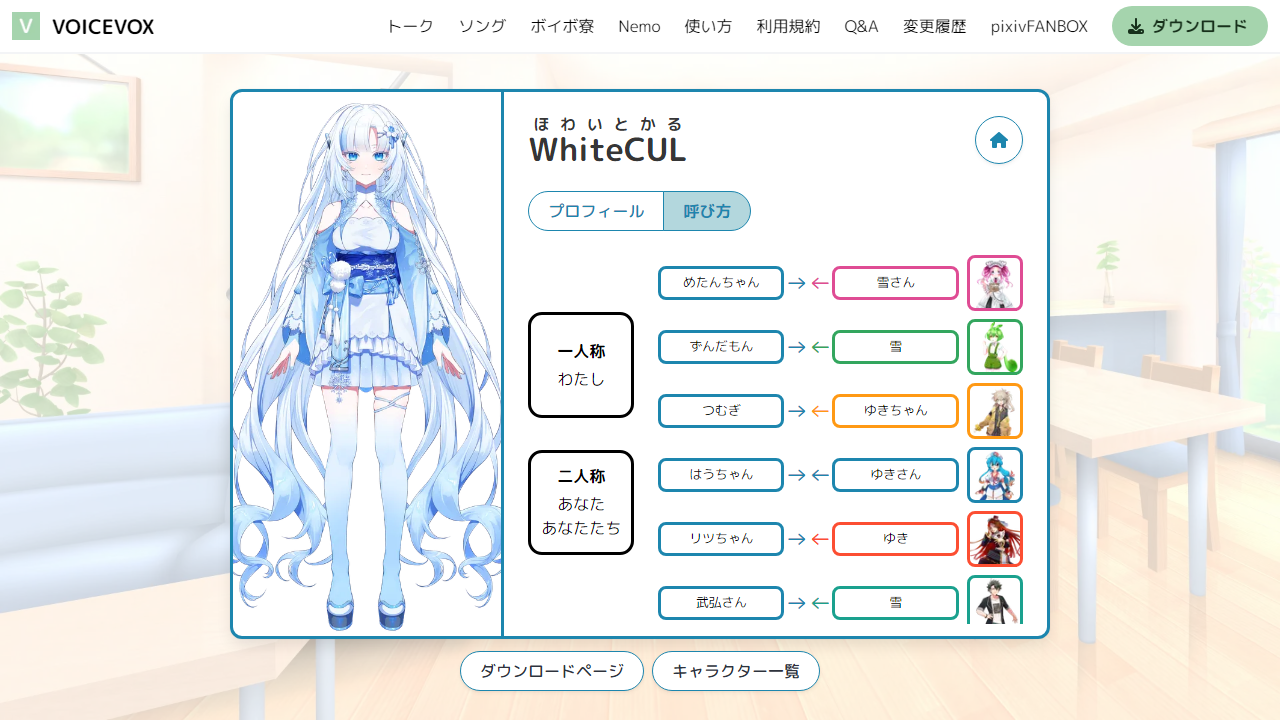 V VOICEVOX トーク ソング ボイボ寮 Nemo 使い方 利用規約 Q&A 変更履歴 pixivFANBOX ダウンロード
ほわいとかる
WhiteCUL
プロフィール 呼び方
一人称
わたし
二人称
あなた
あなたたち
めたんちゃん → ← 雪さん
ずんだもん → ← 雪
つむぎ → ← ゆきちゃん
はうちゃん → ← ゆきさん
リツちゃん → ← ゆき
武弘さん → ← 雪
ダウンロードページ キャラクター一覧